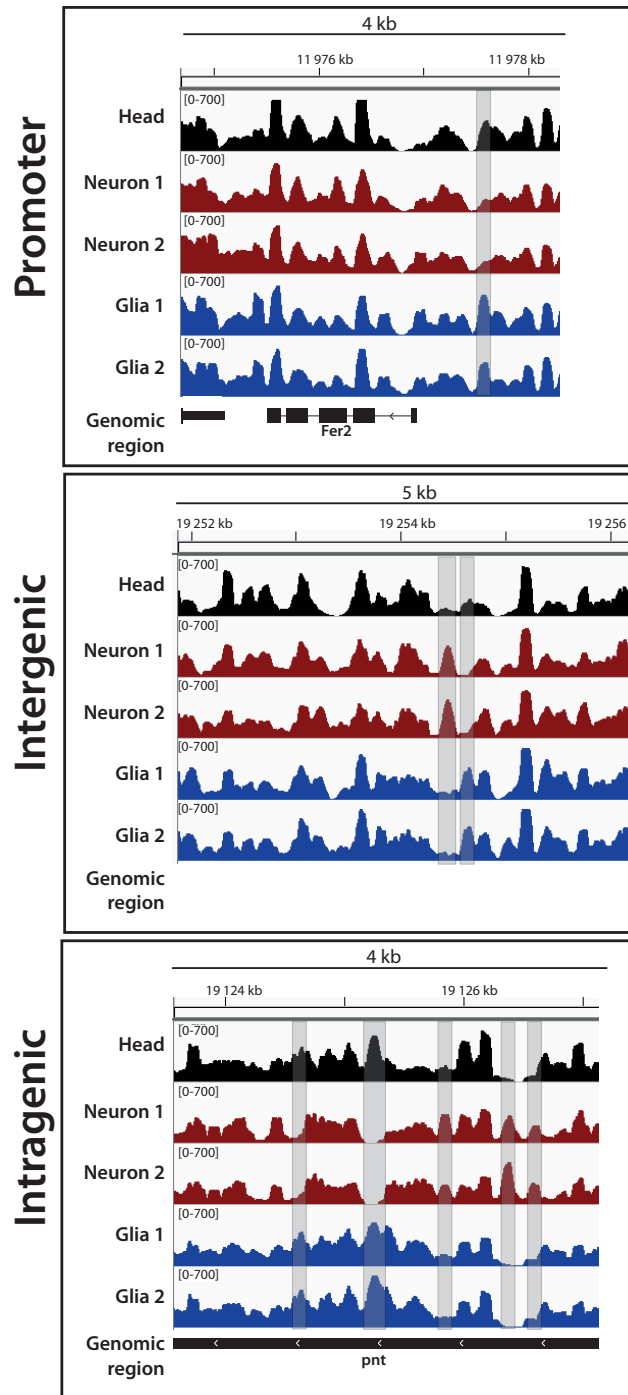 Promoter
4 kb
11 976 kb 11 978 kb
Head [0-700]
Neuron 1 [0-700]
Neuron 2 [0-700]
Glia 1 [0-700]
Glia 2 [0-700]
Genomic
region
Fer2
Intergenic
5 kb
19 252 kb 19 254 kb 19 256
Head [0-700]
Neuron 1 [0-700]
Neuron 2 [0-700]
Glia 1 [0-700]
Glia 2 [0-700]
Genomic
region
Intragenic
4 kb
19 124 kb 19 126 kb
Head [0-700]
Neuron 1 [0-700]
Neuron 2 [0-700]
Glia 1 [0-700]
Glia 2 [0-700]
Genomic
region
pnt